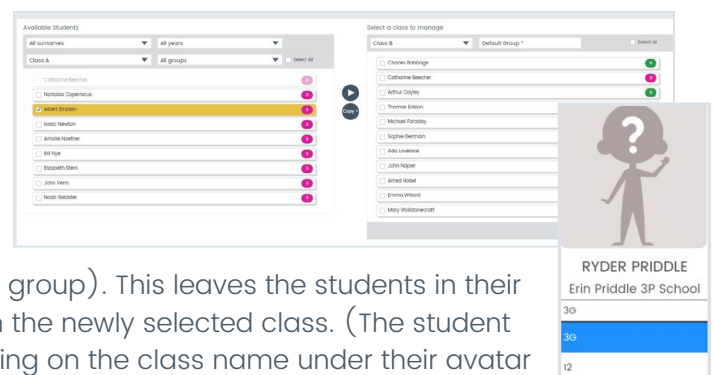 Available Students
All surnames All years
Class A All groups Select All
Catharine Beecher
Nicholas Copernicus
Albert Einstein
Isaac Newton
Amalie Noether
Bill Nye
Elizabeth Stern
John Venn
Noah Webster
Copy >
Select a class to manage
Class B Default Group * Select all
Charles Babbage
Catharine Beecher
Arthur Cayley
Thomas Edison
Michael Faraday
Sophie Germain
Ada Lovelace
John Napier
Alfred Nobel
Emma Willard
Mary Wollstonecraft
?
RYDER PRIDDLE
Erin Priddle 3P School
3G
3G
12
group). This leaves the students in their
the newly selected class. (The student
ing on the class name under their avatar